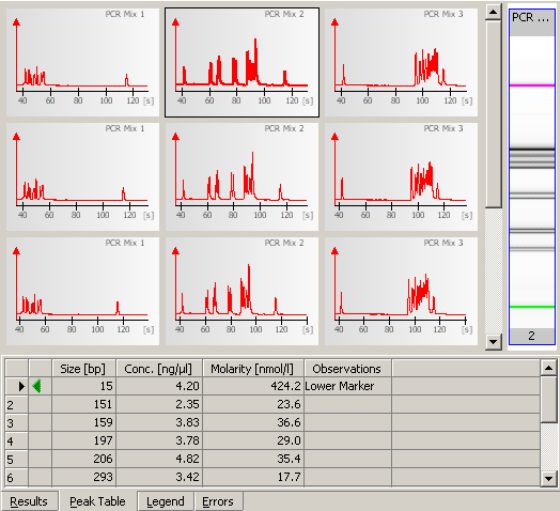 PCR Mix 1
40 60 80 100 120 [s]
PCR Mix 2
40 60 80 100 120 [s]
PCR Mix 3
40 60 80 100 120 [s]
PCR ...
PCR Mix 1
40 60 80 100 120 [s]
PCR Mix 2
40 60 80 100 120 [s]
PCR Mix 3
40 60 80 100 120 [s]
PCR Mix 1
40 60 80 100 120 [s]
PCR Mix 2
40 60 80 100 120 [s]
PCR Mix 3
40 60 80 100 120 [s]
2
Size [bp] Conc. [ng/µl] Molarity [nmol/l] Observations
15 4.20 424.2 Lower Marker
2 151 2.35 23.6
3 159 3.83 36.6
4 197 3.78 29.0
5 206 4.82 35.4
6 293 3.42 17.7
Results Peak Table Legend Errors